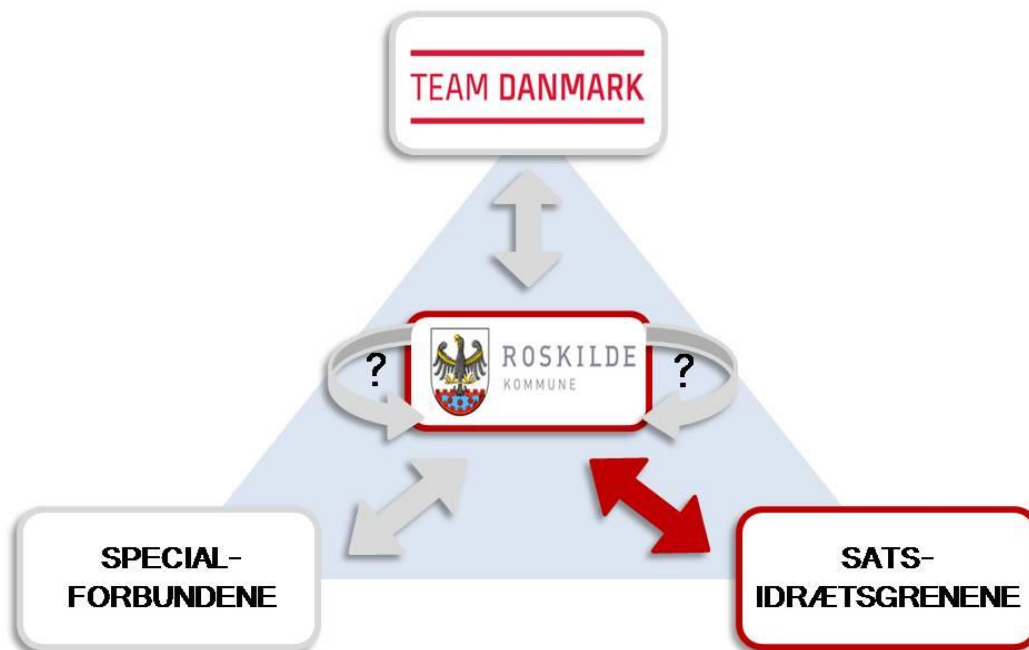 TEAM DANMARK
?
ROSKILDE
KOMMUNE
?
SPECIAL-
FORBUNDENE
SATS-
IDRÆTSGRENENE